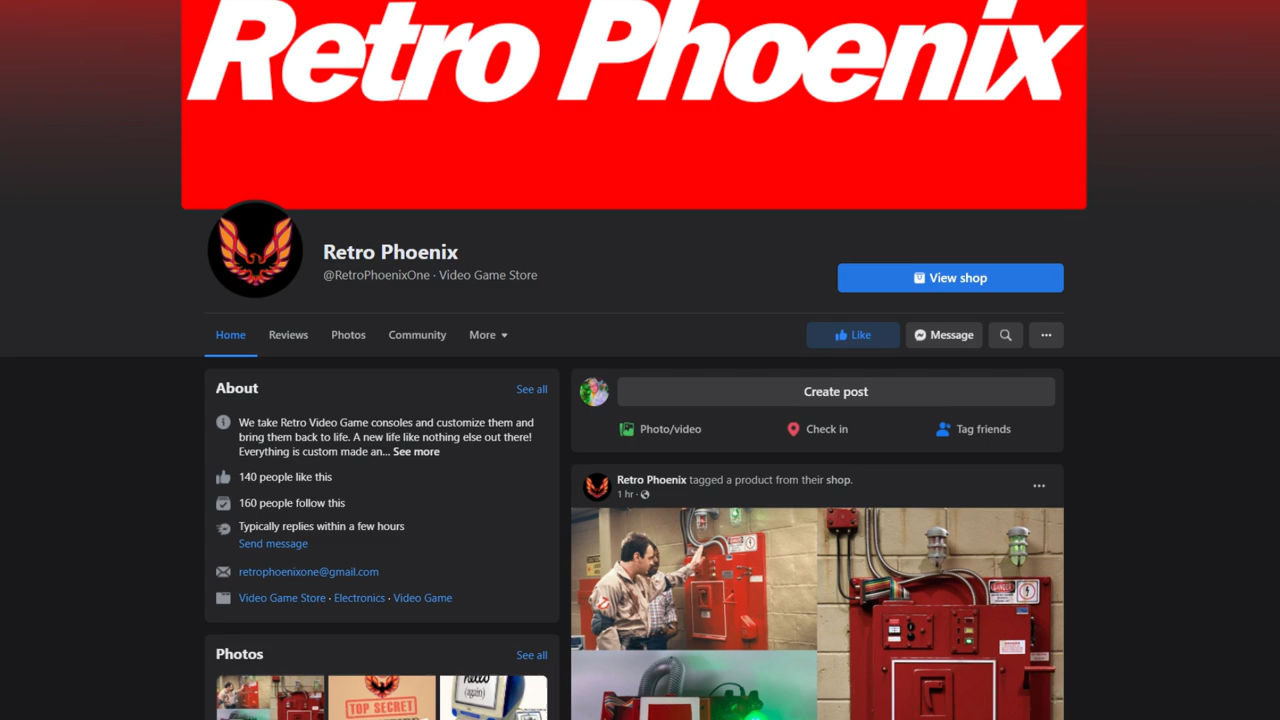 Retro Phoenix
Retro Phoenix
@RetroPhoenixOne · Video Game Store
View shop
Home
Reviews
Photos
Community
More
Like
Message
About
See all
We take Retro Video Game consoles and customize them and
bring them back to life. A new life like nothing else out there!
Everything is custom made an... See more
140 people like this
160 people follow this
Typically replies within a few hours
Send message
retrophoenixone@gmail.com
Video Game Store · Electronics · Video Game
Photos
See all
hello
(again)
TOP SECRET
Create post
Photo/video
Check in
Tag friends
Retro Phoenix tagged a product from their shop.
1 hr ·
DANGER